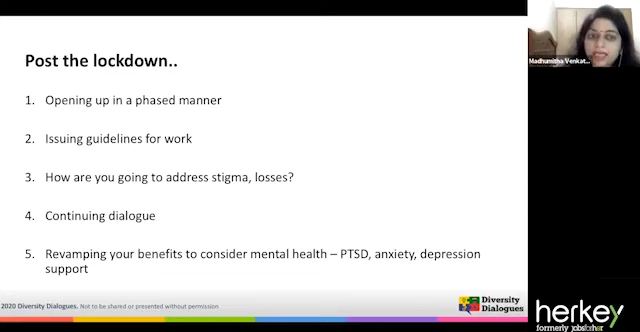 Post the lockdown..
1. Opening up in a phased manner
2. Issuing guidelines for work
3. How are you going to address stigma, losses?
4. Continuing dialogue
5. Revamping your benefits to consider mental health – PTSD, anxiety, depression
support
2020 Diversity Dialogues. Not to be shared or presented without permission
Diversity
Dialogues
Madhumitha Venkat...
herkey
formerly jobsforher